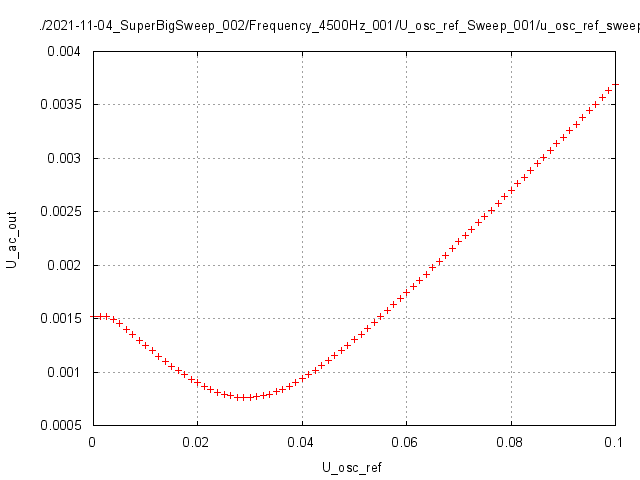 ./2021-11-04_SuperBigSweep_002/Frequency_4500Hz_001/U_osc_ref_Sweep_001/u_osc_ref_sweep
0.004
0.0035
0.003
0.0025
0.002
0.0015
0.001
0.0005
U_ac_out
0 0.02 0.04 0.06 0.08 0.1
U_osc_ref